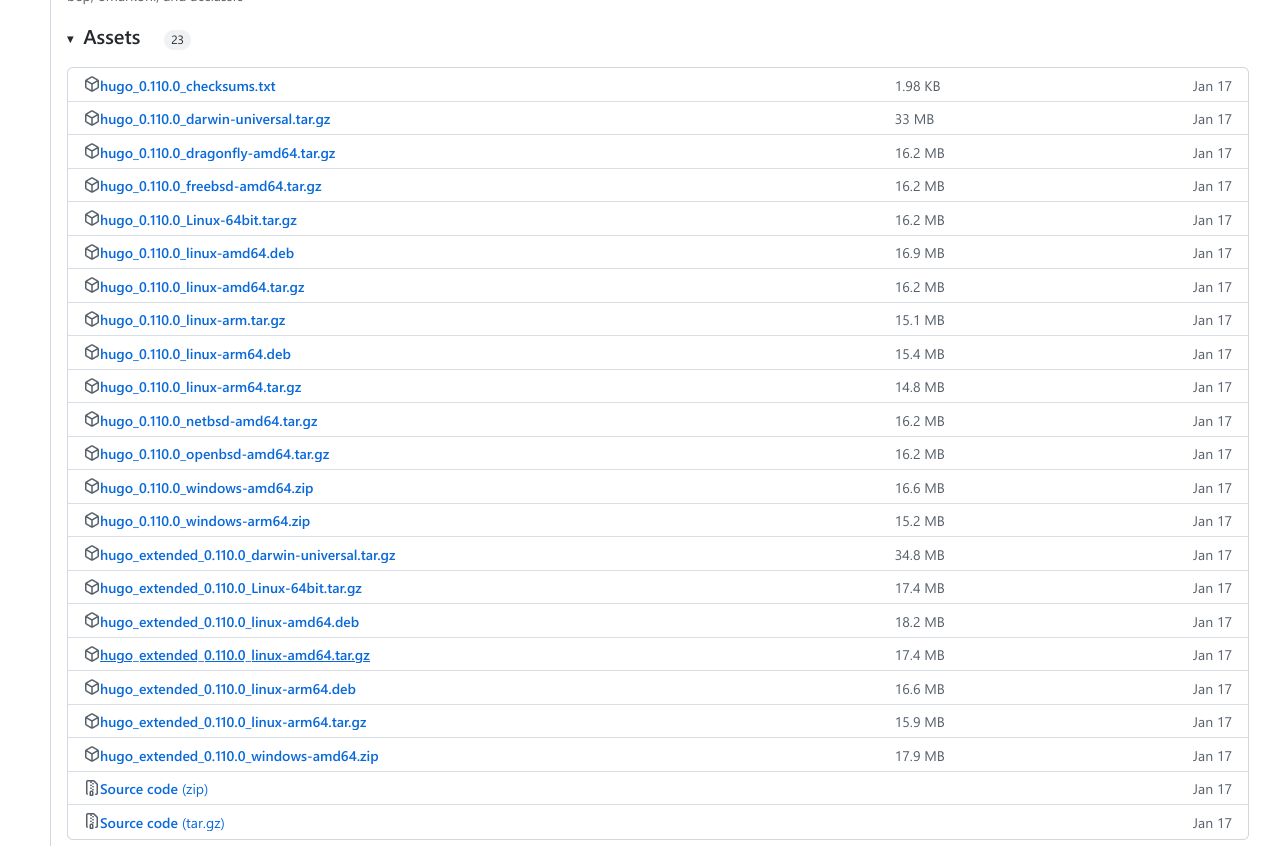 Assets 23
hugo_0.110.0_checksums.txt 1.98 KB Jan 17
hugo_0.110.0_darwin-universal.tar.gz 33 MB Jan 17
hugo_0.110.0_dragonfly-amd64.tar.gz 16.2 MB Jan 17
hugo_0.110.0_freebsd-amd64.tar.gz 16.2 MB Jan 17
hugo_0.110.0_Linux-64bit.tar.gz 16.2 MB Jan 17
hugo_0.110.0_linux-amd64.deb 16.9 MB Jan 17
hugo_0.110.0_linux-amd64.tar.gz 16.2 MB Jan 17
hugo_0.110.0_linux-arm.tar.gz 15.1 MB Jan 17
hugo_0.110.0_linux-arm64.deb 15.4 MB Jan 17
hugo_0.110.0_linux-arm64.tar.gz 14.8 MB Jan 17
hugo_0.110.0_netbsd-amd64.tar.gz 16.2 MB Jan 17
hugo_0.110.0_openbsd-amd64.tar.gz 16.2 MB Jan 17
hugo_0.110.0_windows-amd64.zip 16.6 MB Jan 17
hugo_0.110.0_windows-arm64.zip 15.2 MB Jan 17
hugo_extended_0.110.0_darwin-universal.tar.gz 34.8 MB Jan 17
hugo_extended_0.110.0_Linux-64bit.tar.gz 17.4 MB Jan 17
hugo_extended_0.110.0_linux-amd64.deb 18.2 MB Jan 17
hugo_extended_0.110.0_linux-amd64.tar.gz 17.4 MB Jan 17
hugo_extended_0.110.0_linux-arm64.deb 16.6 MB Jan 17
hugo_extended_0.110.0_linux-arm64.tar.gz 15.9 MB Jan 17
hugo_extended_0.110.0_windows-amd64.zip 17.9 MB Jan 17
Source code (zip) Jan 17
Source code (tar.gz) Jan 17